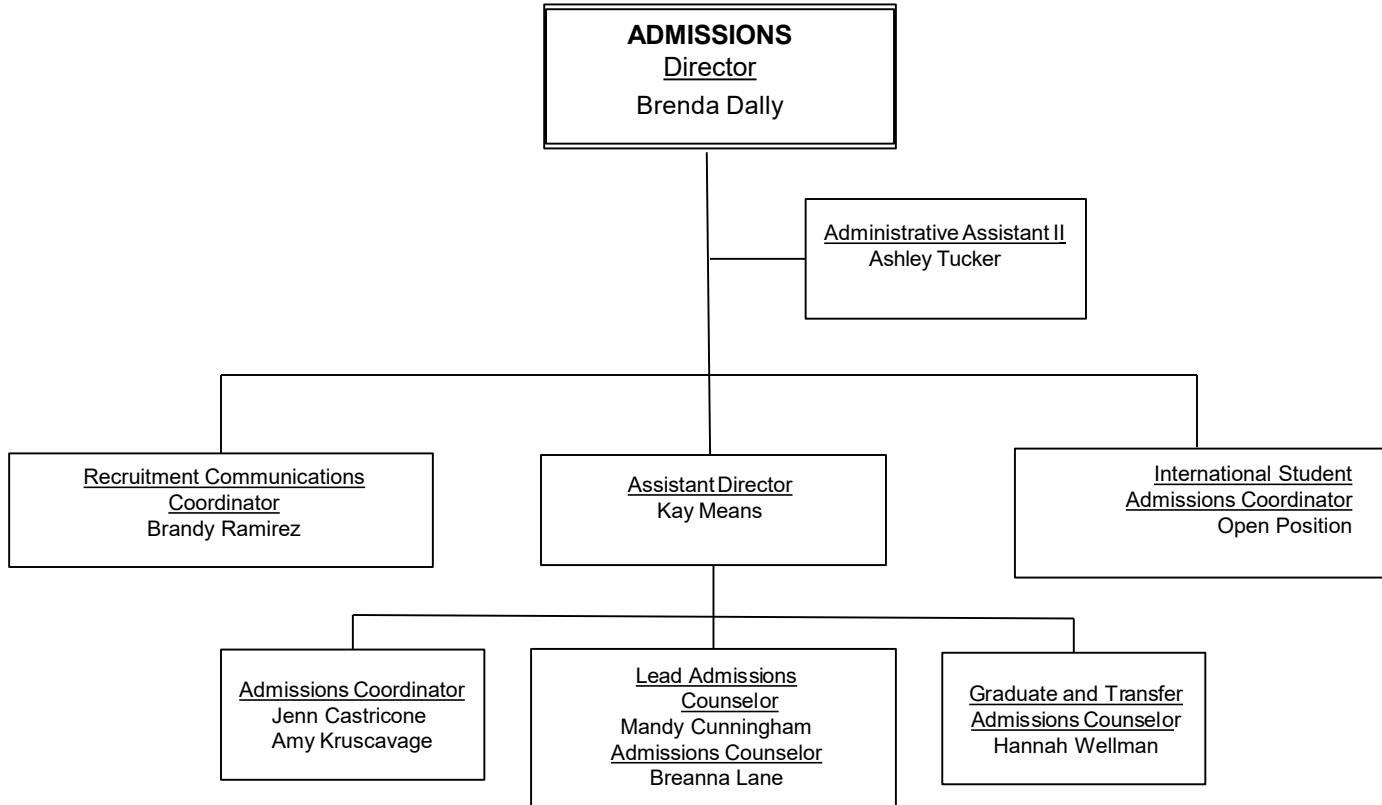 ADMISSIONS
Director
Brenda Dally
Administrative Assistant II
Ashley Tucker
Recruitment Communications
Coordinator
Brandy Ramirez
Assistant Director
Kay Means
International Student
Admissions Coordinator
Open Position
Admissions Coordinator
Jenn Castricone
Amy Kruscavage
Lead Admissions
Counselor
Mandy Cunningham
Admissions Counselor
Breanna Lane
Graduate and Transfer
Admissions Counselor
Hannah Wellman